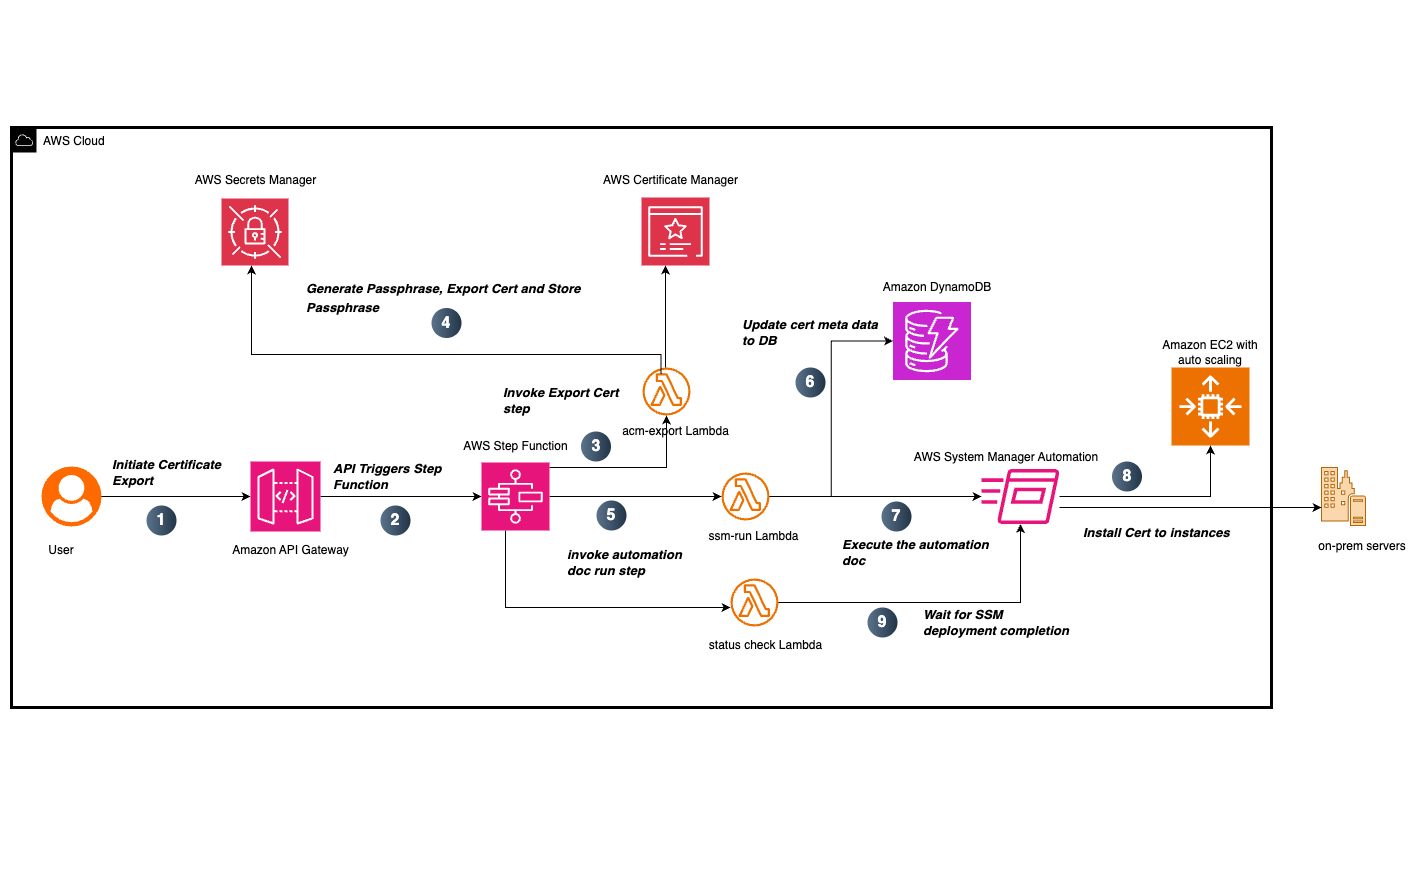 AWS Cloud
AWS Secrets Manager
AWS Certificate Manager
Generate Passphrase, Export Cert and Store
Passphrase
4
Amazon DynamoDB
Update cert meta data
to DB
6
Amazon EC2 with
auto scaling
Invoke Export Cert
step
acm-export Lambda
AWS Step Function
3
Initiate Certificate
Export
1
User
API Triggers Step
Function
2
Amazon API Gateway
5
invoke automation
doc run step
ssm-run Lambda
AWS System Manager Automation
7
Execute the automation
doc
8
Install Cert to instances
on-prem servers
status check Lambda
9
Wait for SSM
deployment completion